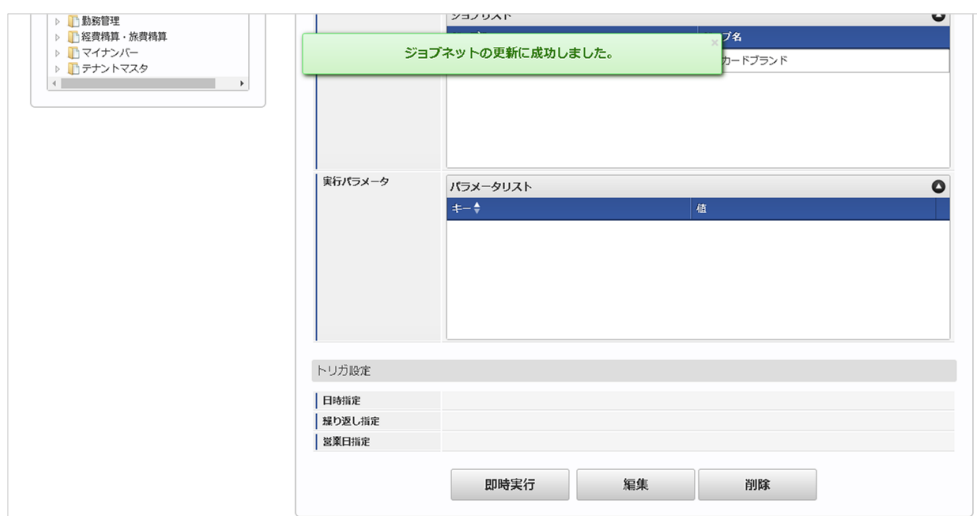 勤務管理
経費精算・旅費精算
マイナンバー
テナントマスタ
ジョブリスト
ブ名
ジョブネットの更新に成功しました。
×
カードブランド
実行パラメータ
パラメータリスト
キー
値
トリガ設定
日時指定
繰り返し指定
営業日指定
即時実行
編集
削除